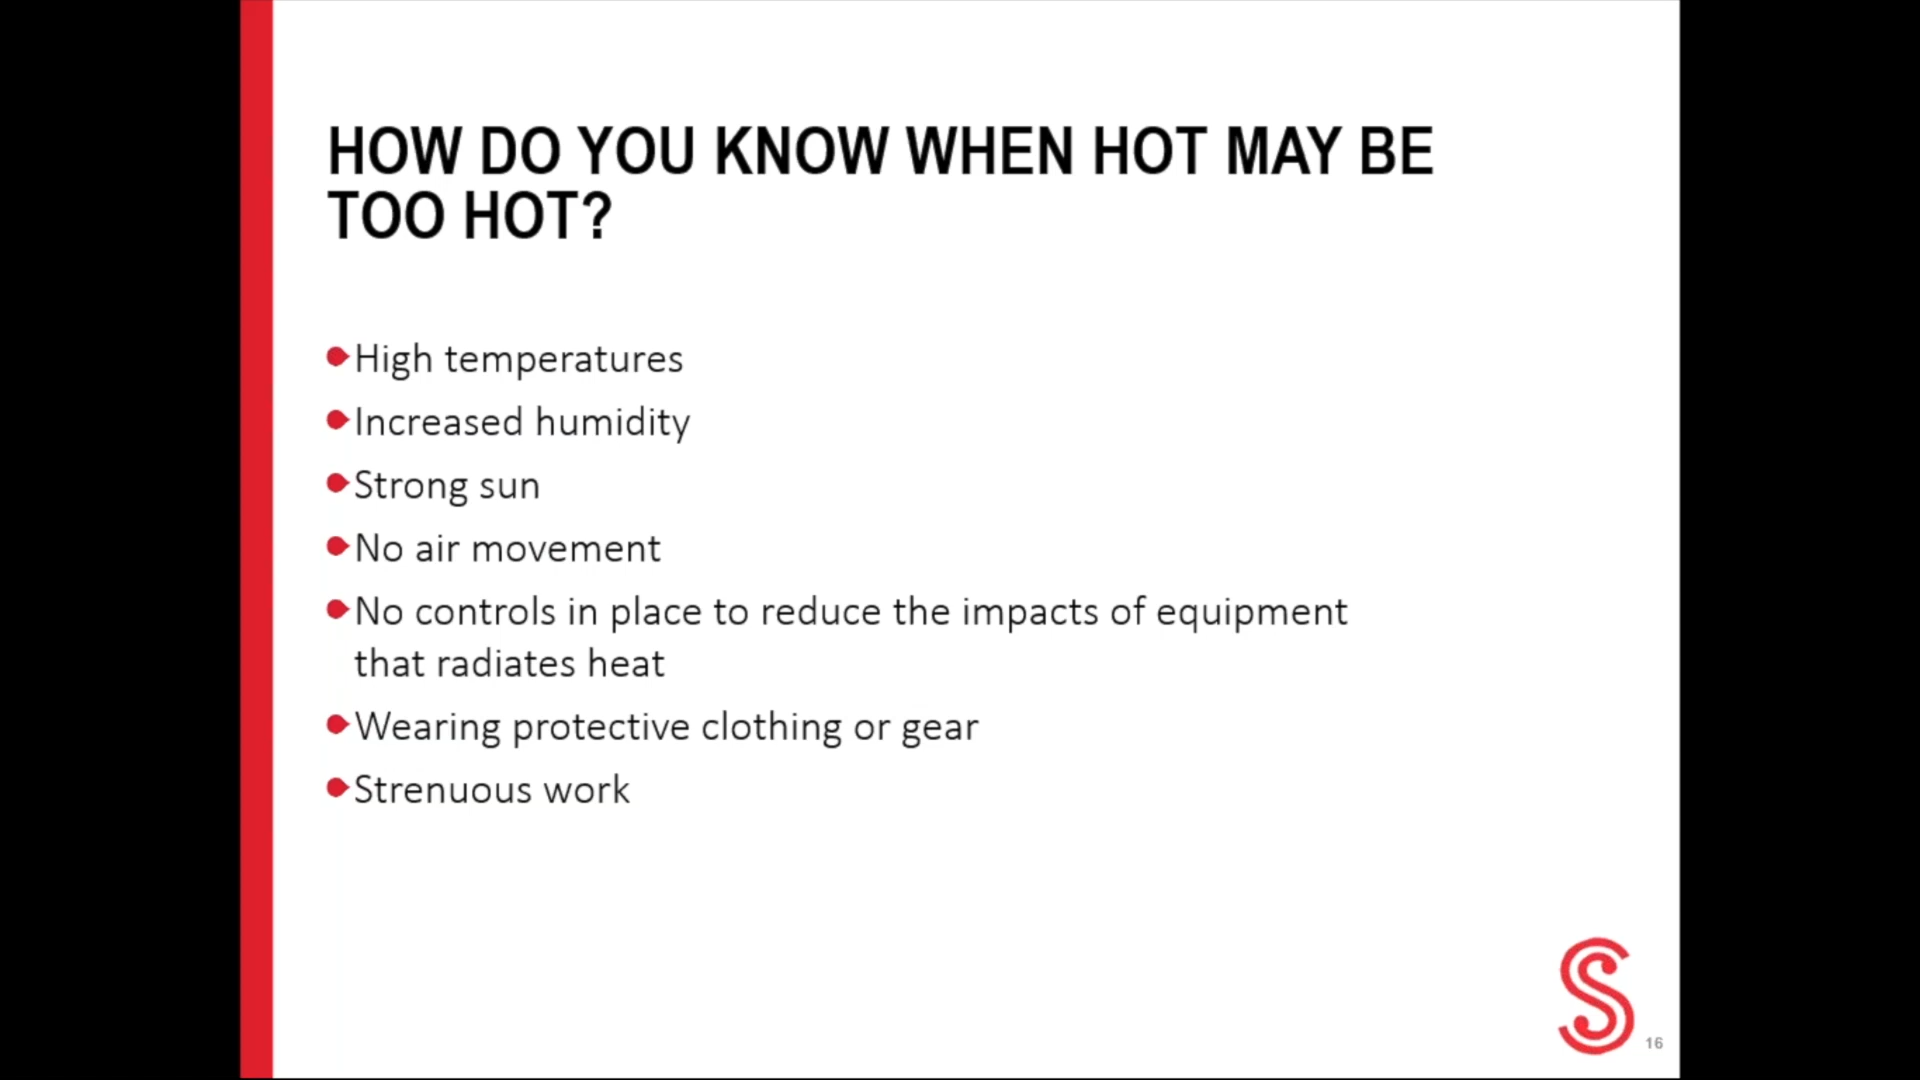 HOW DO YOU KNOW WHEN HOT MAY BE
TOO HOT?
High temperatures
Increased humidity
Strong sun
No air movement
No controls in place to reduce the impacts of equipment
that radiates heat
Wearing protective clothing or gear
Strenuous work
S
16